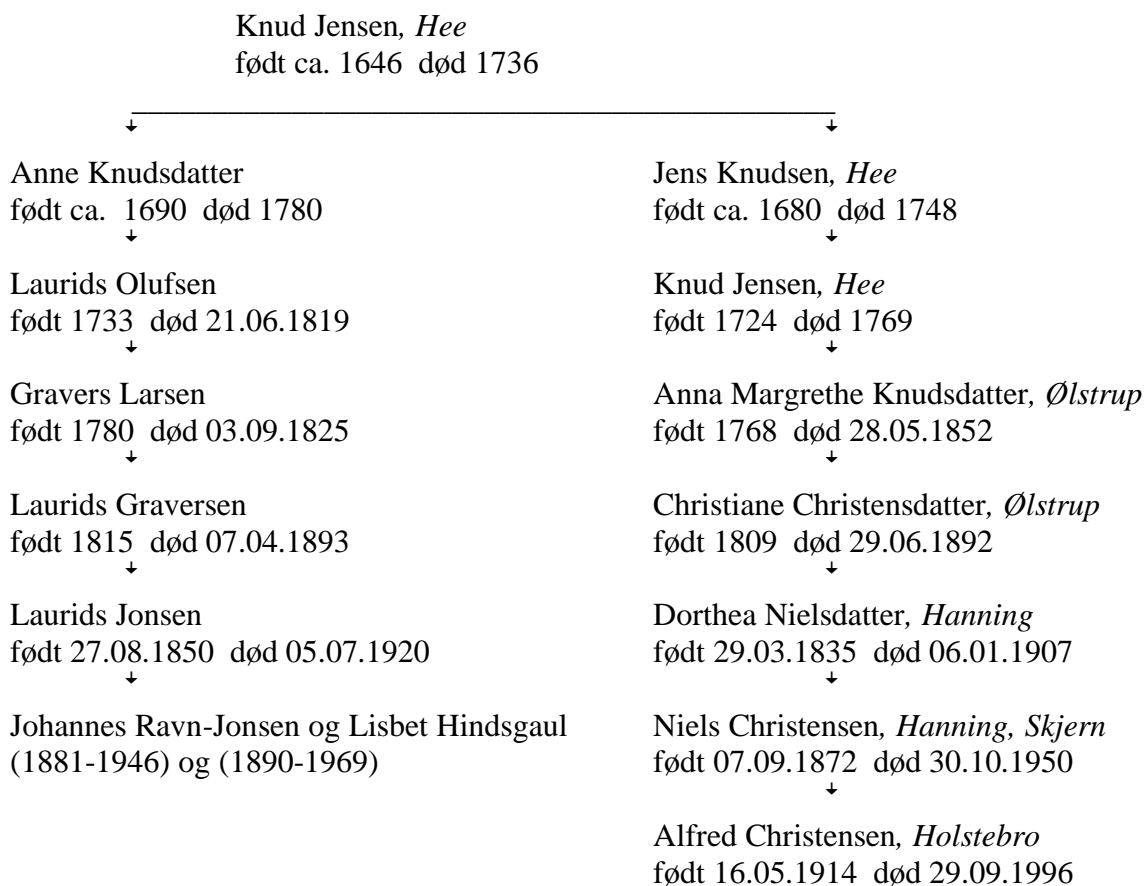 Knud Jensen, Hee
født ca. 1646 død 1736
Anne Knudsdatter
født ca. 1690 død 1780
Laurids Olufsen
født 1733 død 21.06.1819
Gravers Larsen
født 1780 død 03.09.1825
Laurids Graversen
født 1815 død 07.04.1893
Laurids Jonsen
født 27.08.1850 død 05.07.1920
Johannes Ravn-Jonsen og Lisbet Hindsgaul
(1881-1946) og (1890-1969)
Jens Knudsen, Hee
født ca. 1680 død 1748
Knud Jensen, Hee
født 1724 død 1769
Anna Margrethe Knudsdatter, Ølstrup
født 1768 død 28.05.1852
Christiane Christensdatter, Ølstrup
født 1809 død 29.06.1892
Dorthea Nielsdatter, Hanning
født 29.03.1835 død 06.01.1907
Niels Christensen, Hanning, Skjern
født 07.09.1872 død 30.10.1950
Alfred Christensen, Holstebro
født 16.05.1914 død 29.09.1996